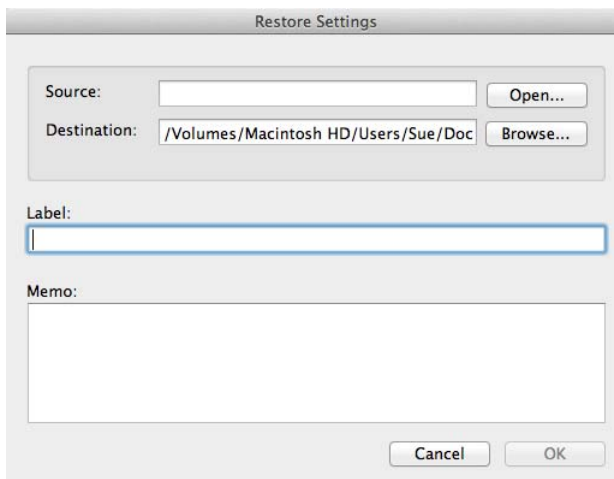 Restore Settings
Source:
Open...
Destination: /Volumes/Macintosh HD/Users/Sue/Doc Browse...
Label:
Memo:
Cancel OK